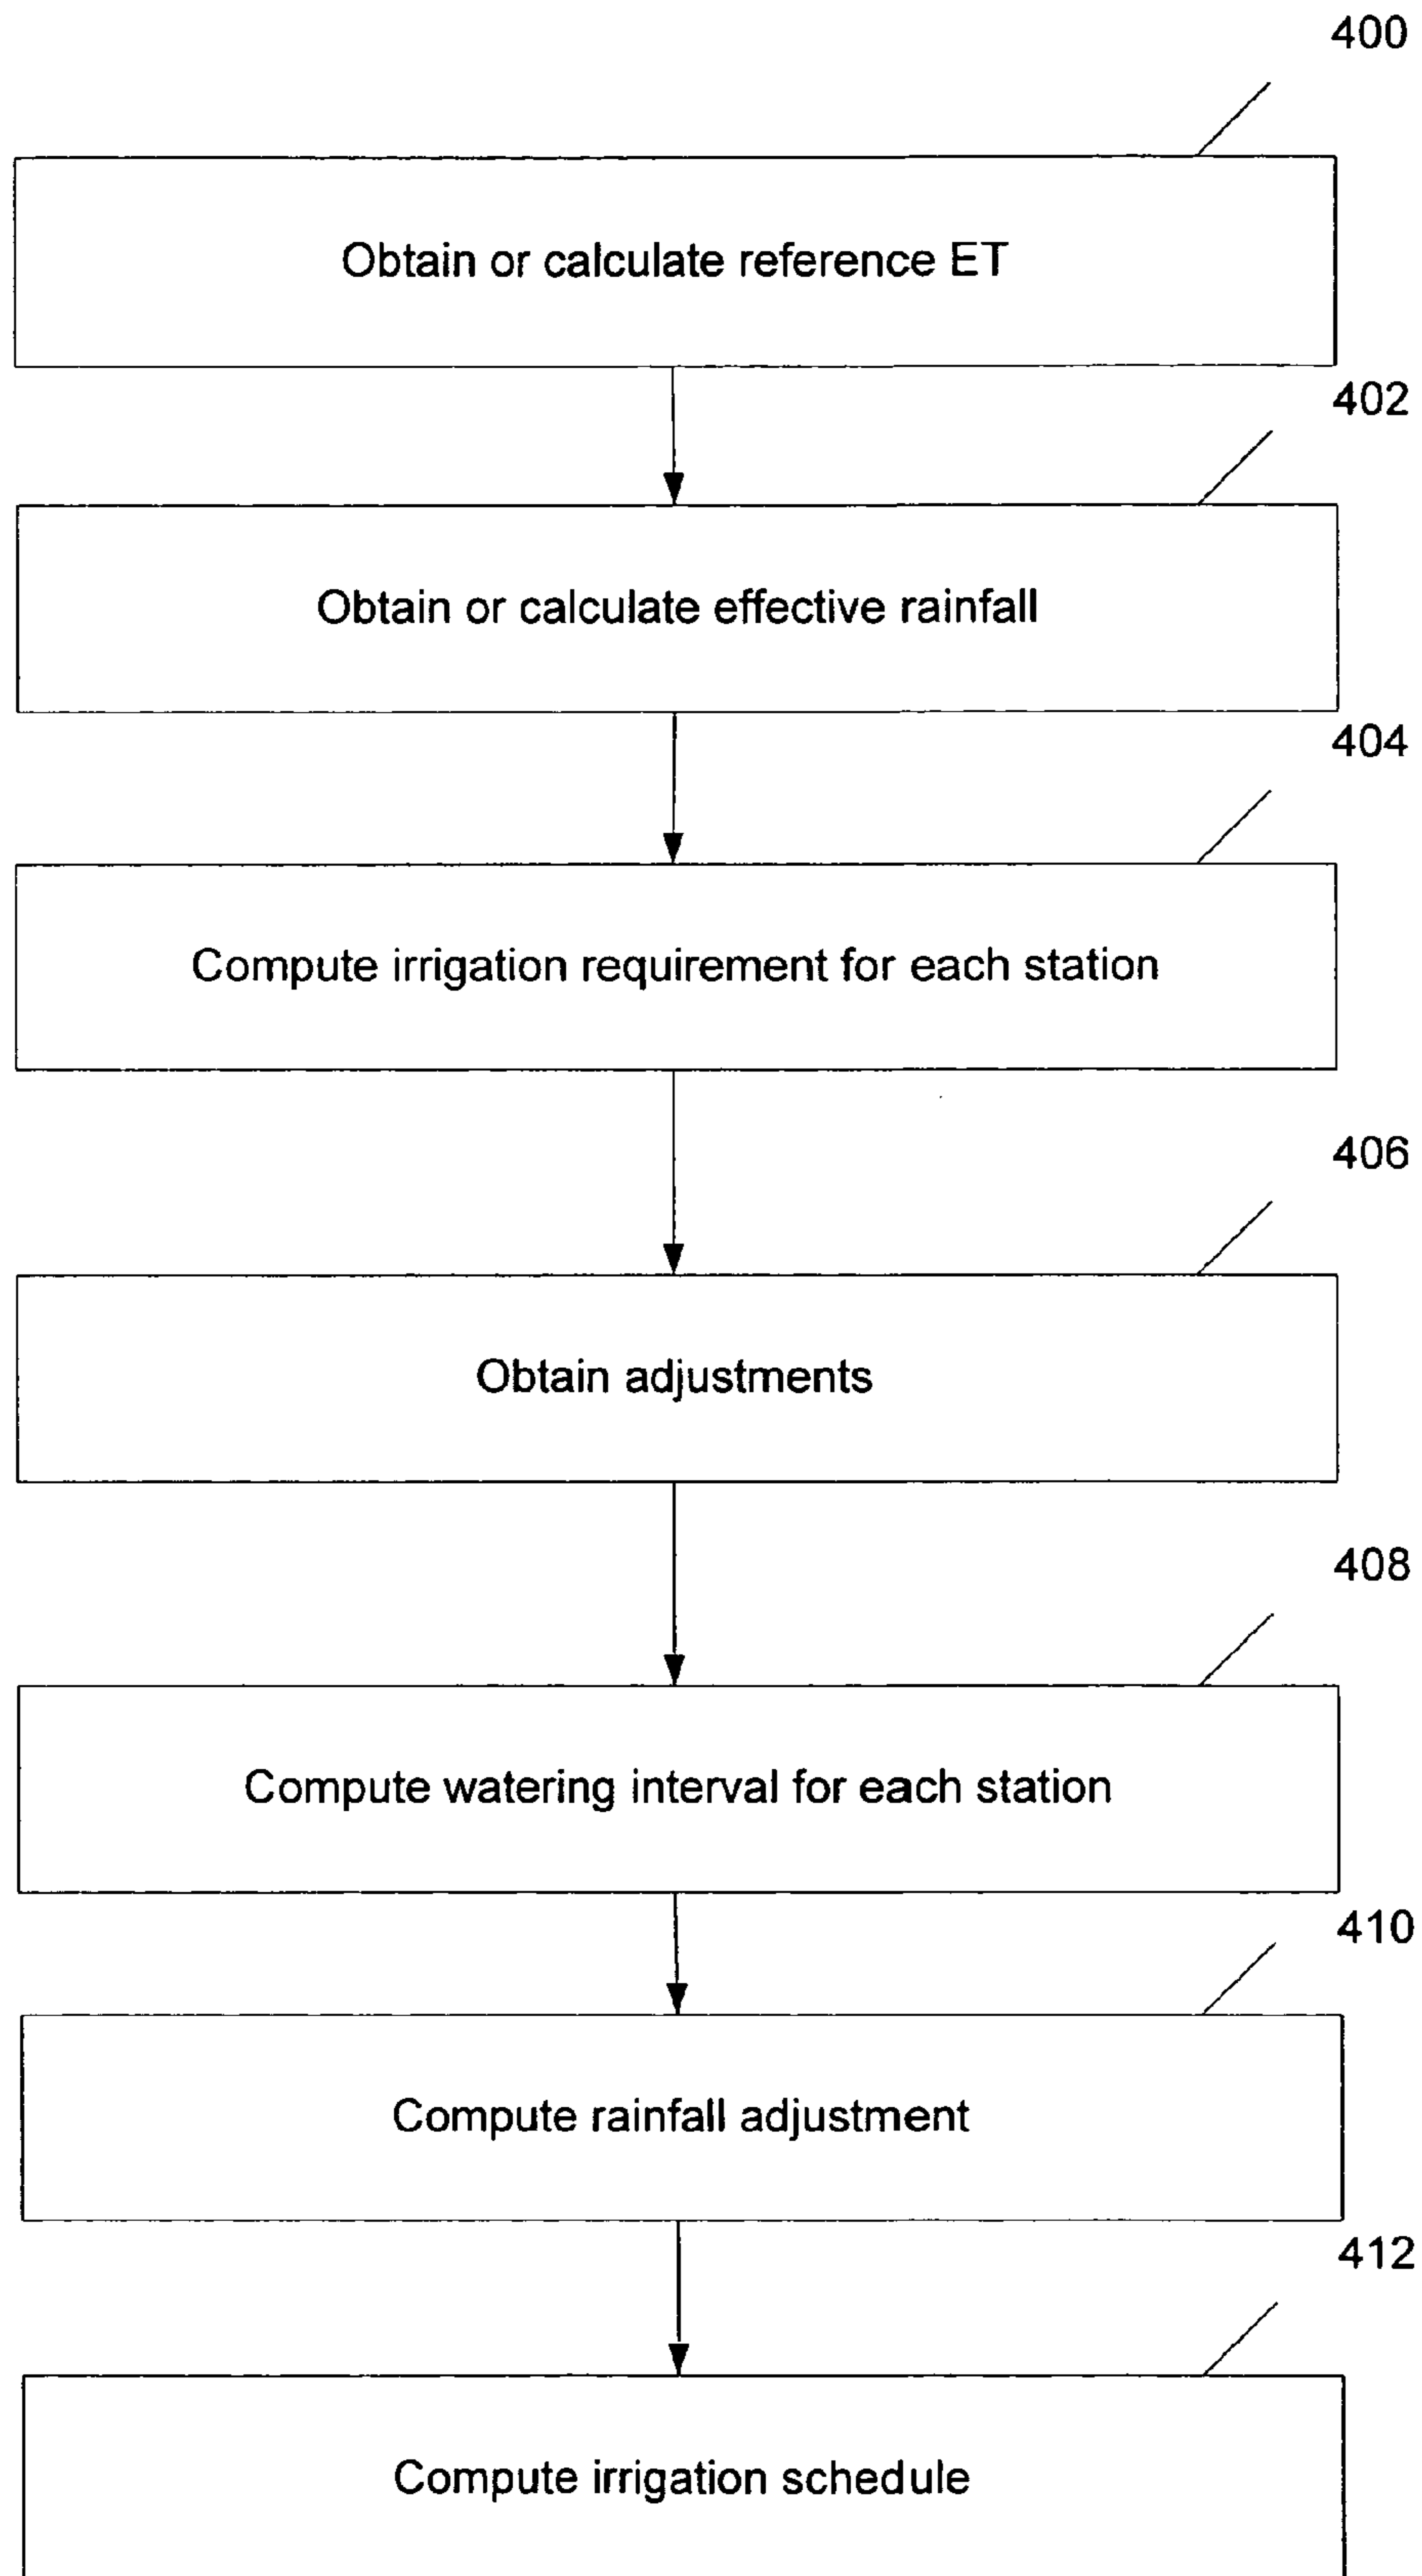 400
Obtain or calculate reference ET
402
Obtain or calculate effective rainfall
404
Compute irrigation requirement for each station
406
Obtain adjustments
408
Compute watering interval for each station
410
Compute rainfall adjustment
412
Compute irrigation schedule